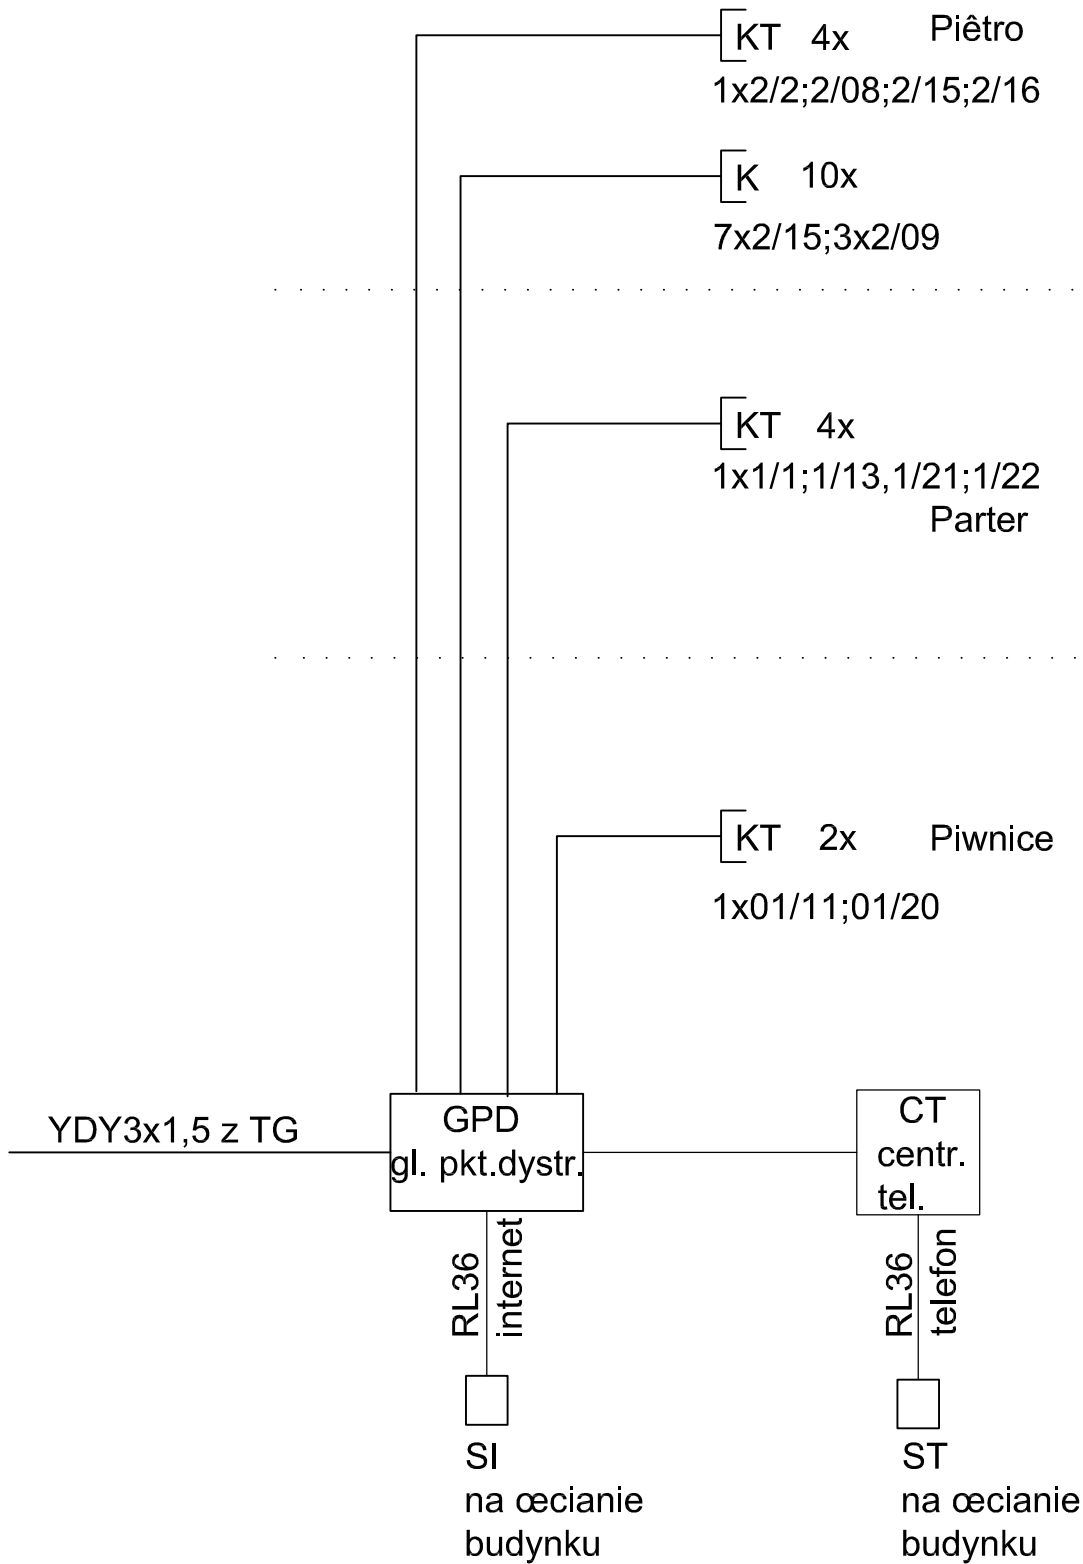 KT 4x Piêtro
1x2/2;2/08;2/15;2/16
K 10x
7x2/15;3x2/09
KT 4x
1x1/1;1/13,1/21;1/22
Parter
KT 2x Piwnice
1x01/11;01/20
YDY3x1,5 z TG
GPD
gl. pkt.dystr.
CT
centr.
tel.
RL36
internet
RL36
telefon
SI
na œcianie
budynku
ST
na œcianie
budynku